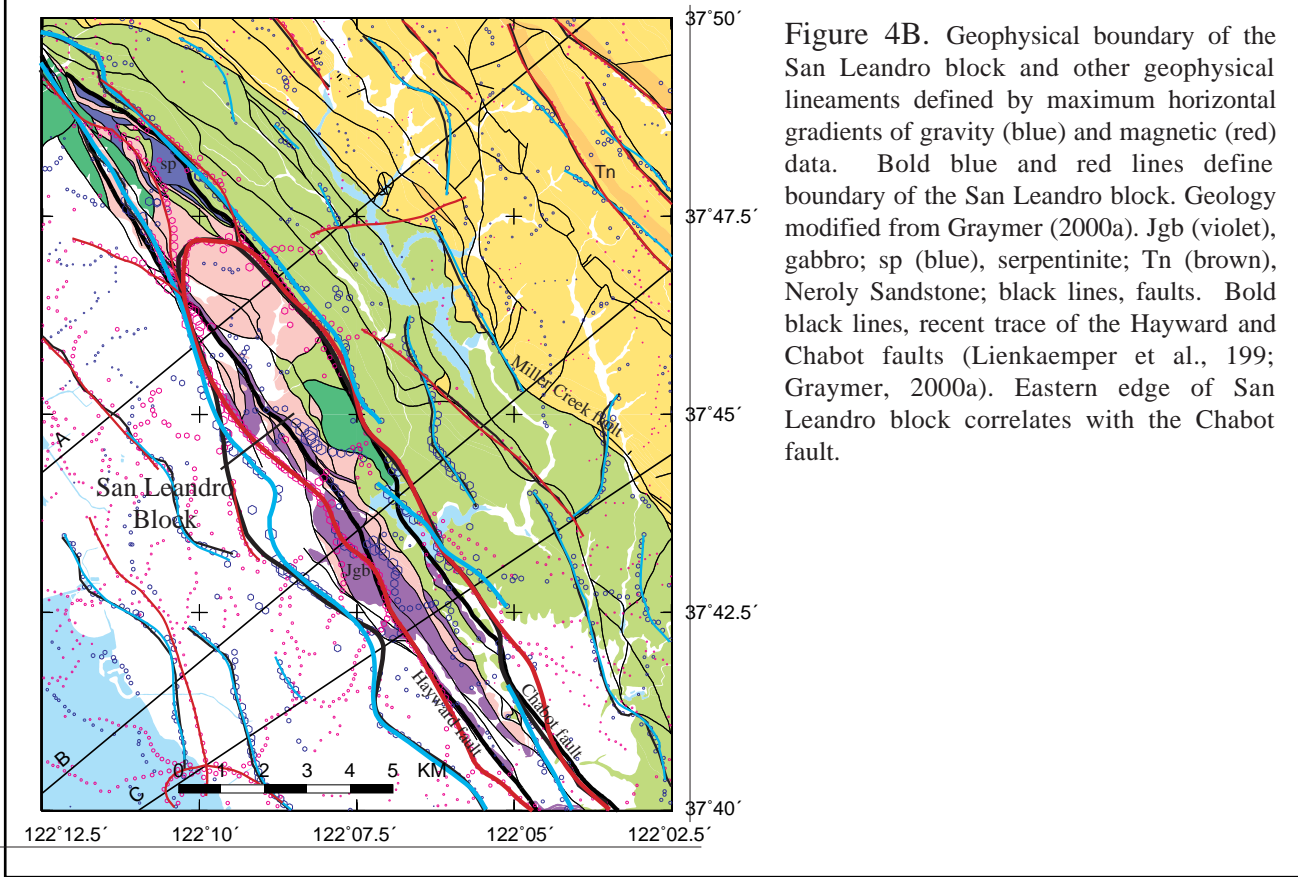 37°50´
sp
Tn
37°47.5´
Miller Creek fault
37°45´
A
San Leandro
Block
Jgb
37°42.5´
Hayward fault
Chabot fault
B
C
0 1 2 3 4 5 KM
37°40´
122°12.5´ 122°10´ 122°07.5´ 122°05´ 122°02.5´
Figure 4B. Geophysical boundary of the
San Leandro block and other geophysical
lineaments defined by maximum horizontal
gradients of gravity (blue) and magnetic (red)
data. Bold blue and red lines define
boundary of the San Leandro block. Geology
modified from Graymer (2000a). Jgb (violet),
gabbro; sp (blue), serpentinite; Tn (brown),
Neroly Sandstone; black lines, faults. Bold
black lines, recent trace of the Hayward and
Chabot faults (Lienkaemper et al., 199;
Graymer, 2000a). Eastern edge of San
Leandro block correlates with the Chabot
fault.